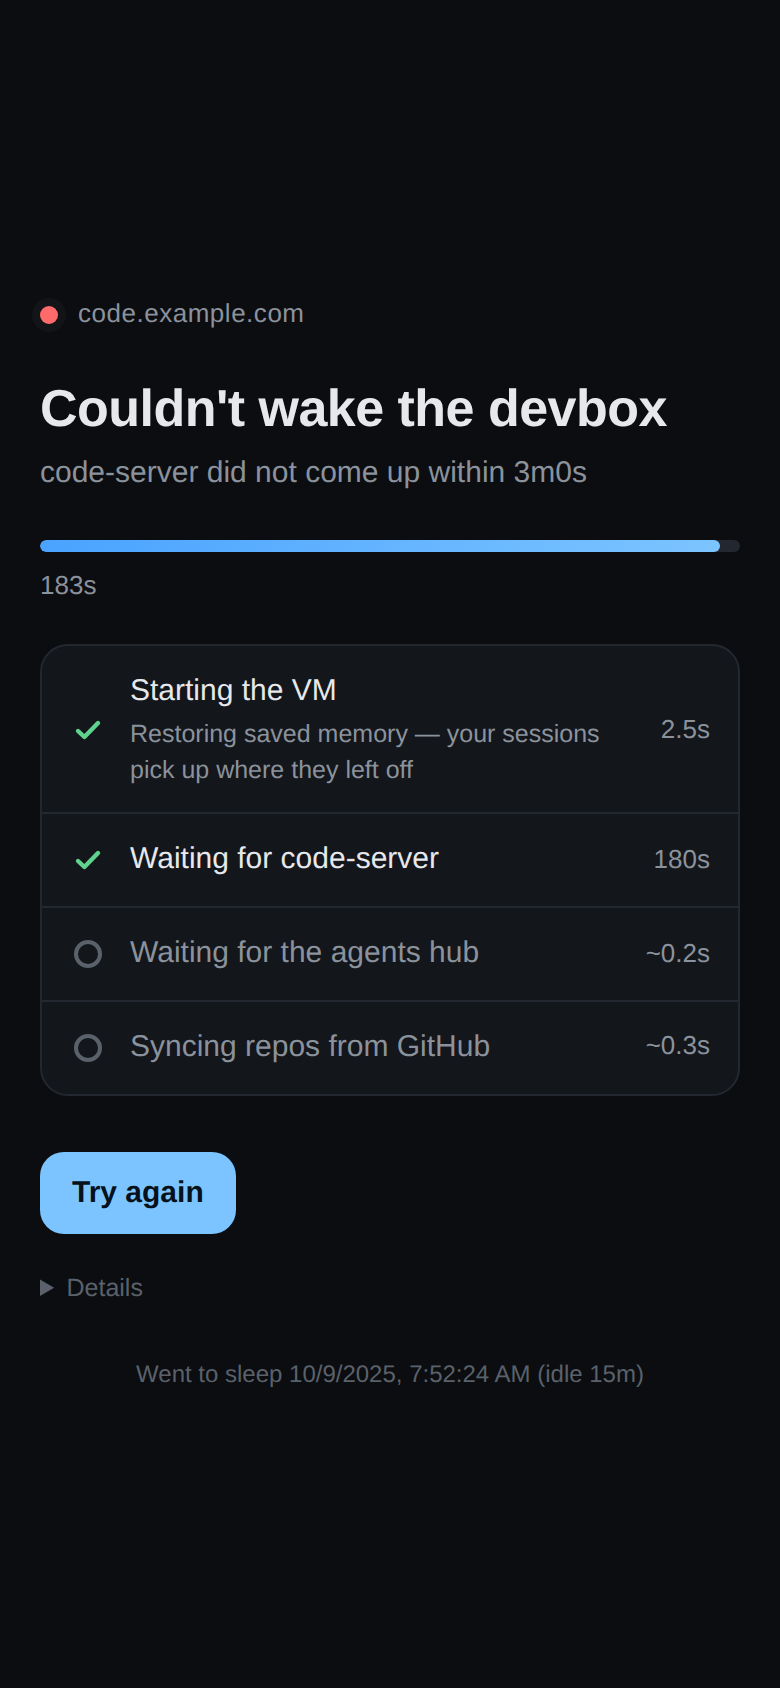 code.example.com
Couldn't wake the devbox
code-server did not come up within 3m0s
183s
Starting the VM
Restoring saved memory — your sessions
pick up where they left off
2.5s
Waiting for code-server
180s
Waiting for the agents hub
~0.2s
Syncing repos from GitHub
~0.3s
Try again
Details
Went to sleep 10/9/2025, 7:52:24 AM (idle 15m)